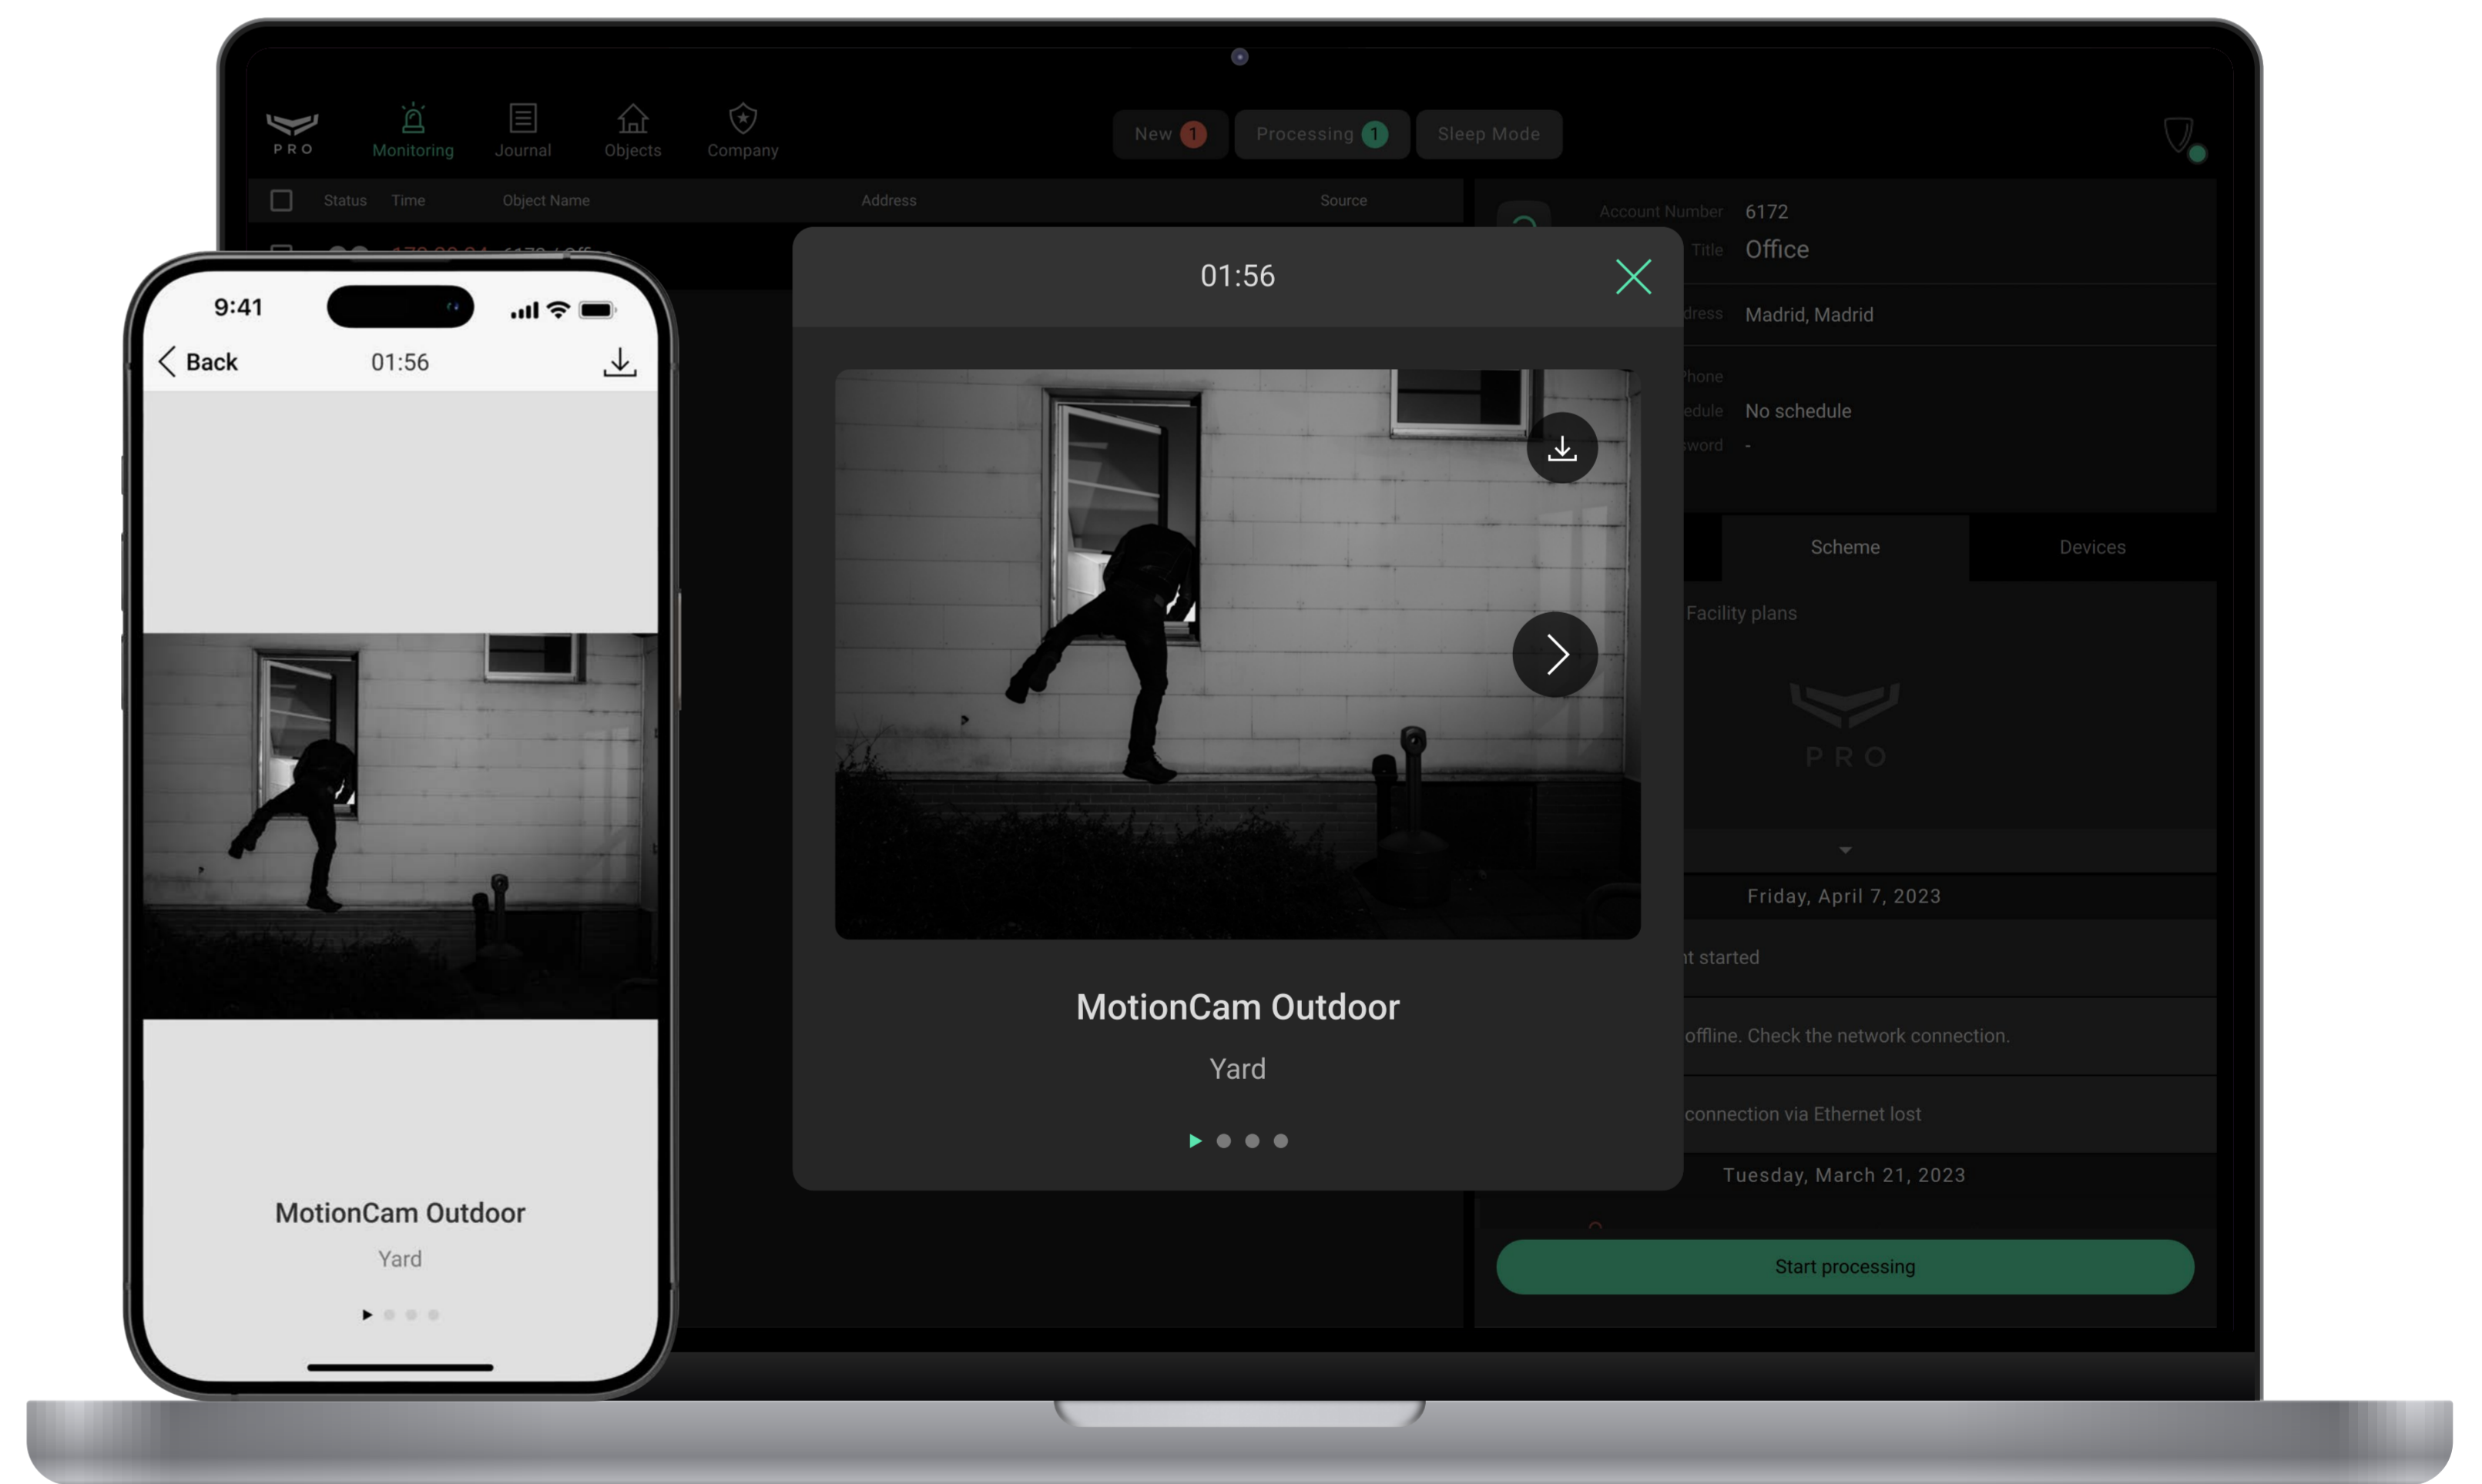 PRO
Monitoring
Journal
Objects
Company
New 1
Processing 1
Sleep Mode
Status Time Object Name Address Source
Account Number 6172
Title Office
Madrid, Madrid
No schedule
-
Scheme
Devices
Facility plans
PRO
Friday, April 7, 2023
started
offline. Check the network connection.
connection via Ethernet lost
Tuesday, March 21, 2023
Start processing
01:56
MotionCam Outdoor
Yard
9:41
Back 01:56
MotionCam Outdoor
Yard